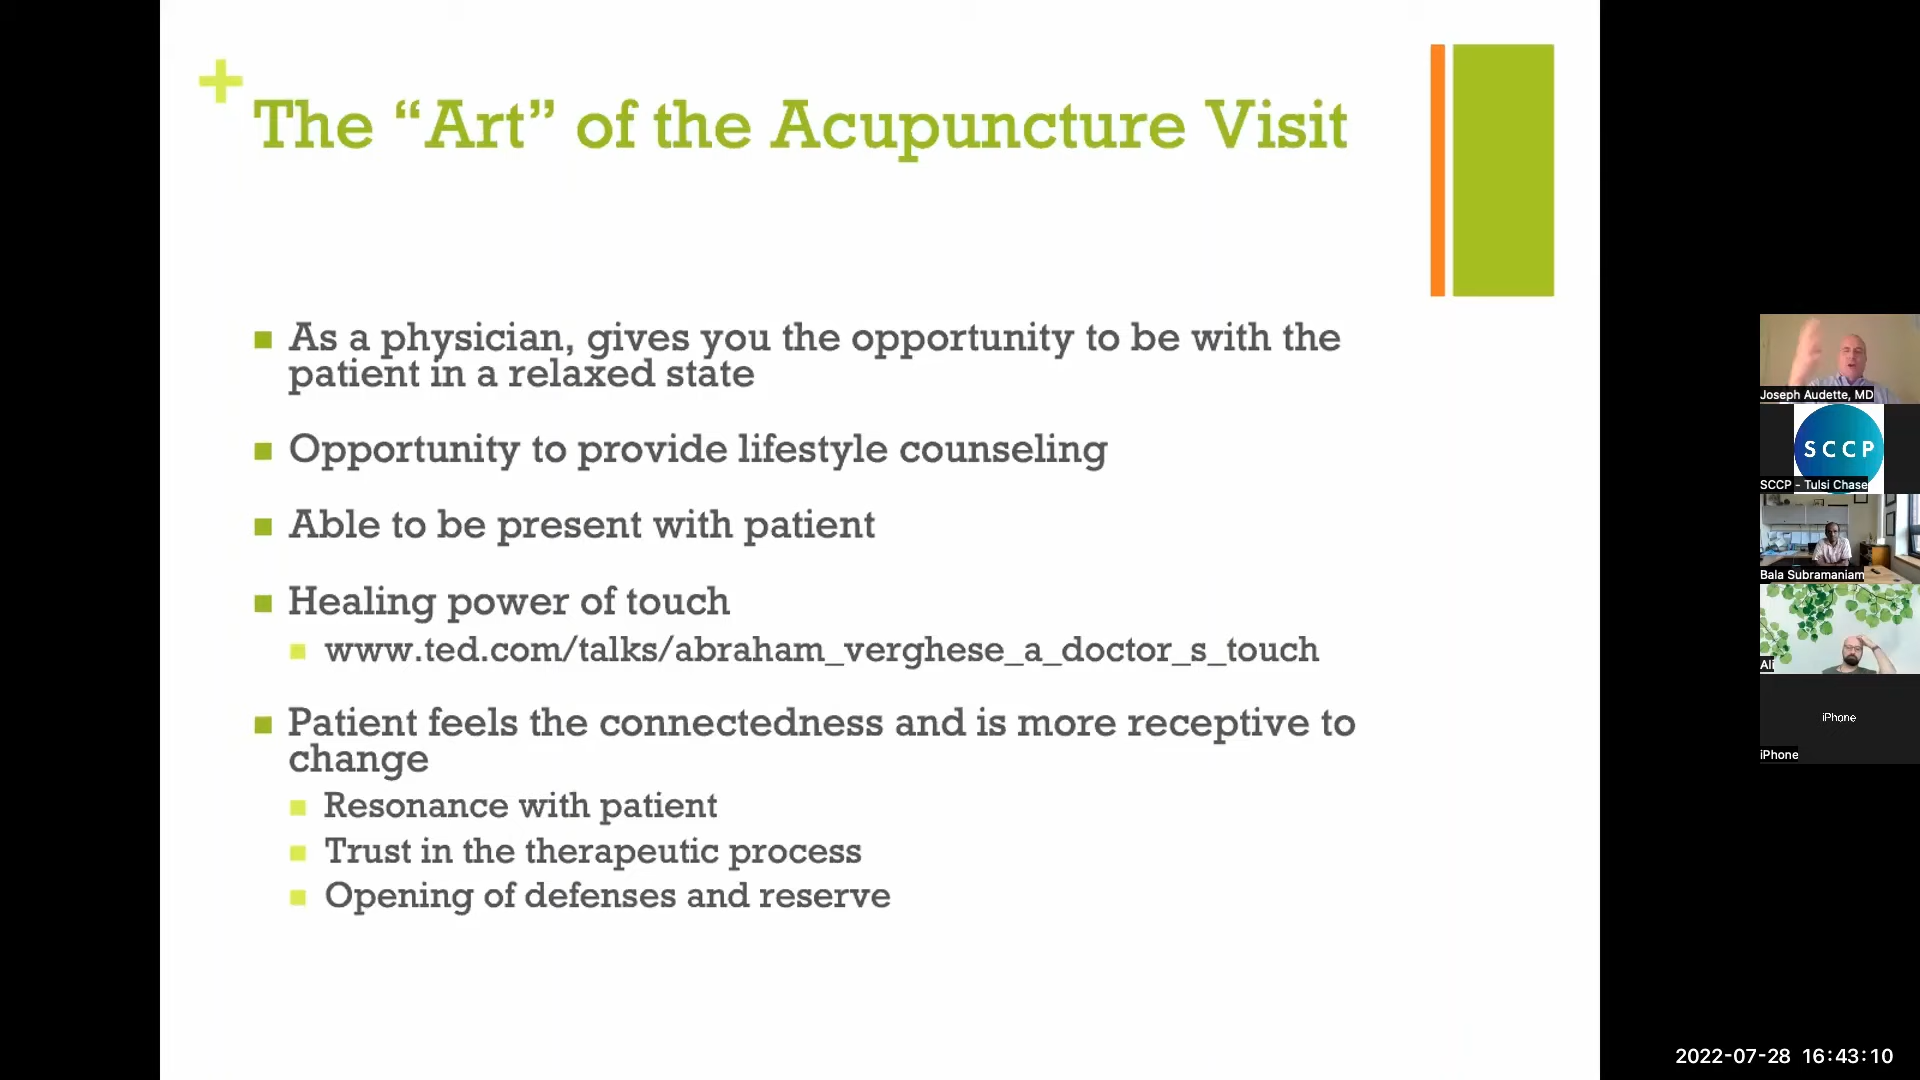 +
The “Art” of the Acupuncture Visit
As a physician, gives you the opportunity to be with the
patient in a relaxed state
Opportunity to provide lifestyle counseling
Able to be present with patient
Healing power of touch
www.ted.com/talks/abraham_verghese_a_doctor_s_touch
Patient feels the connectedness and is more receptive to
change
Resonance with patient
Trust in the therapeutic process
Opening of defenses and reserve
Joseph Audette, MD
SCCP
SCCP - Tulsi Chase
Bala Subramaniam
Ali
iPhone
iPhone
2022-07-28 16:43:10